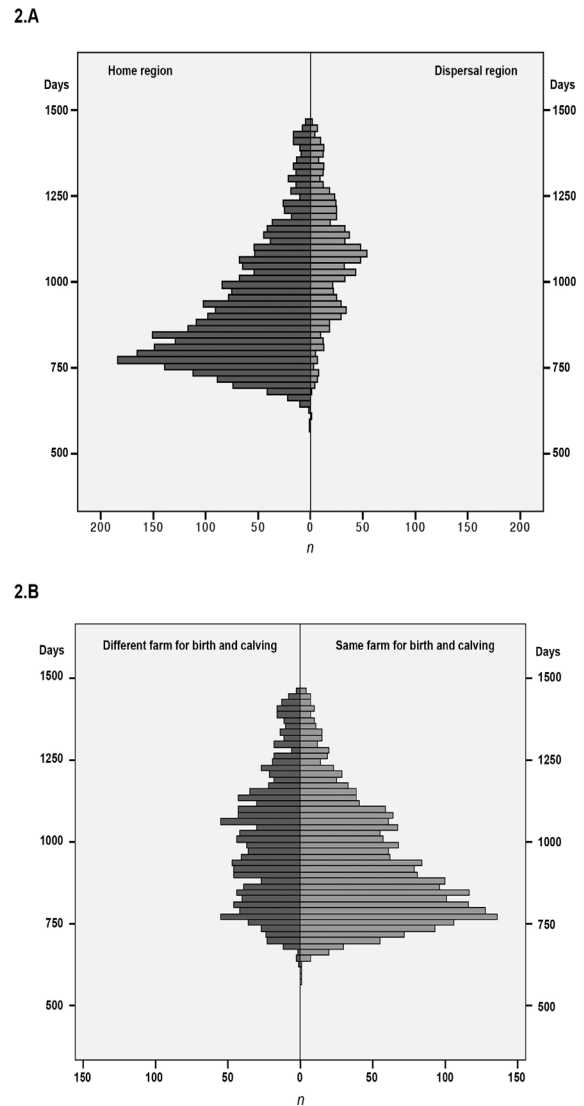 2.A
Home region Dispersal region
Days Days
1500 1500
1250 1250
1000 1000
750 750
500 500
200 150 100 50 0 50 100 150 200
n
2.B
Different farm for birth and calving Same farm for birth and calving
Days Days
1500 1500
1250 1250
1000 1000
750 750
500 500
150 100 50 0 50 100 150
n